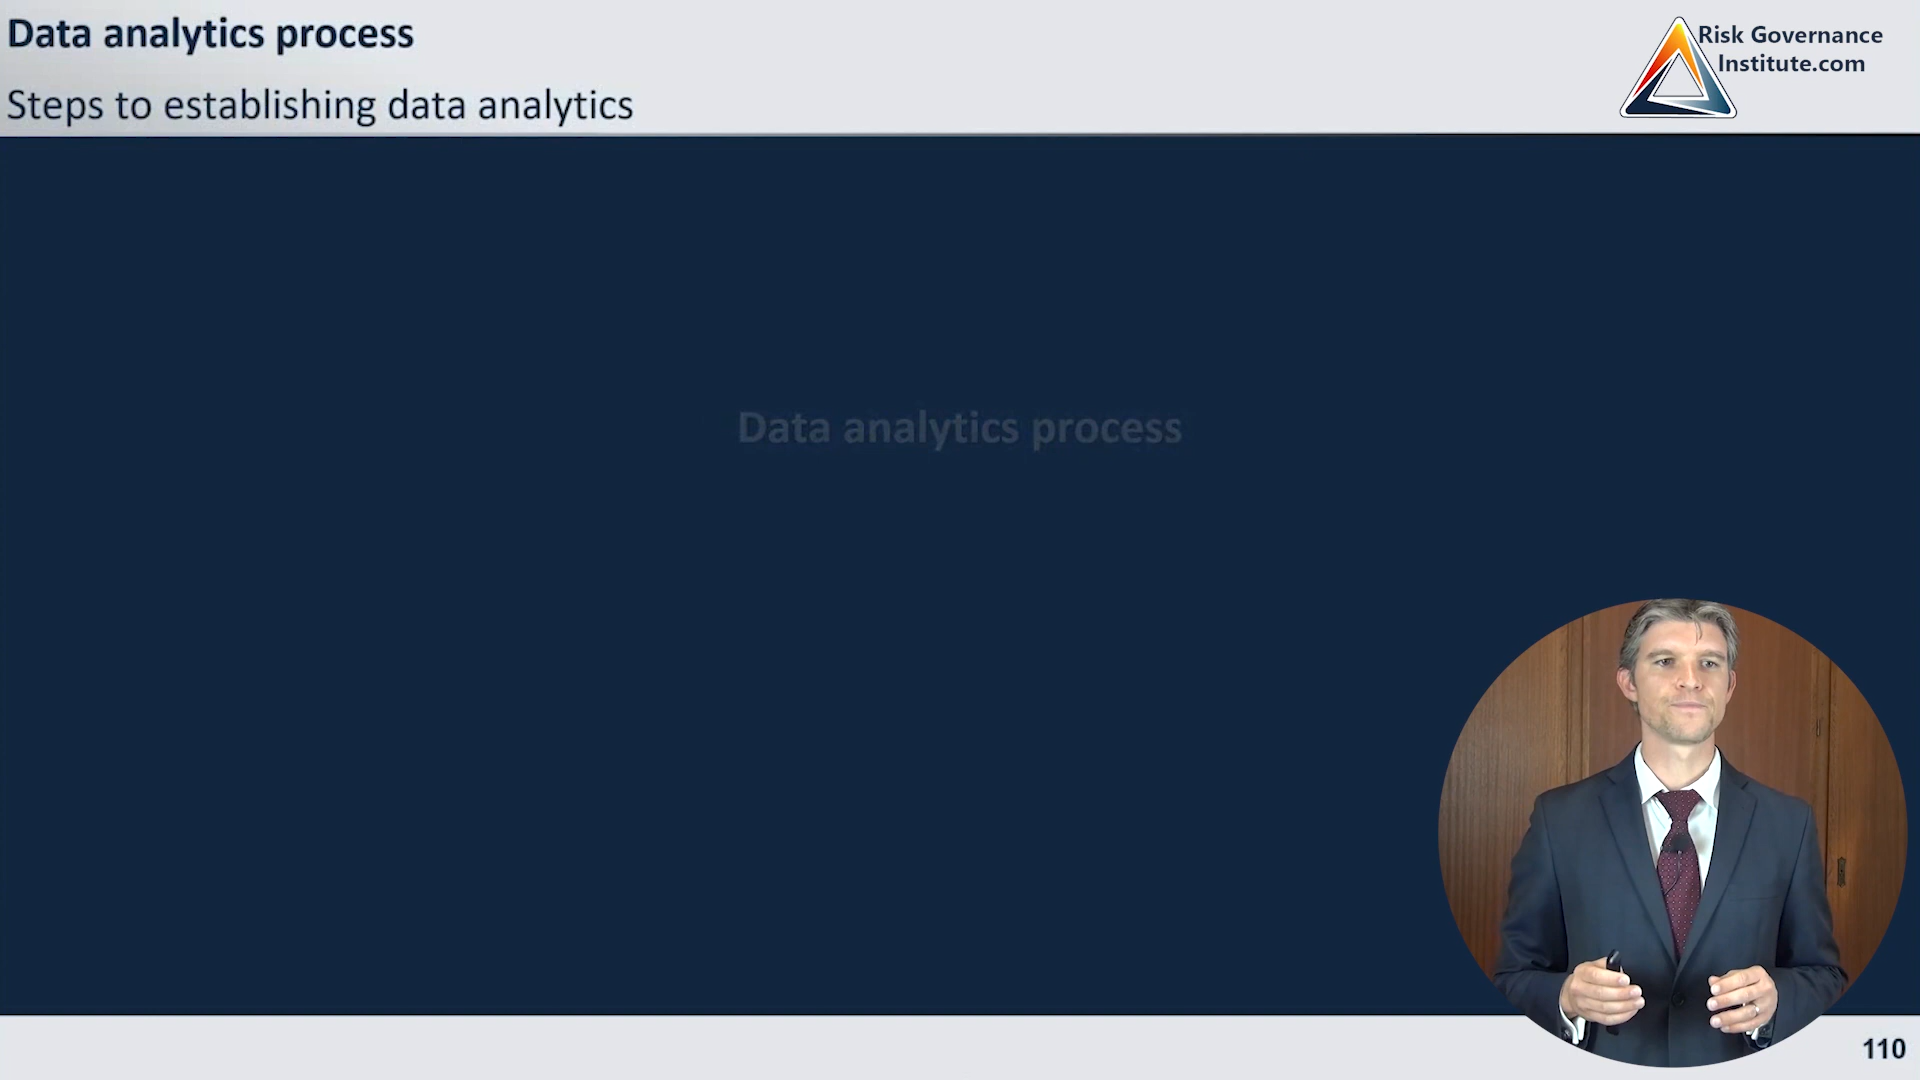 Data analytics process
Steps to establishing data analytics
Risk Governance
Institute.com
Data analytics process
110